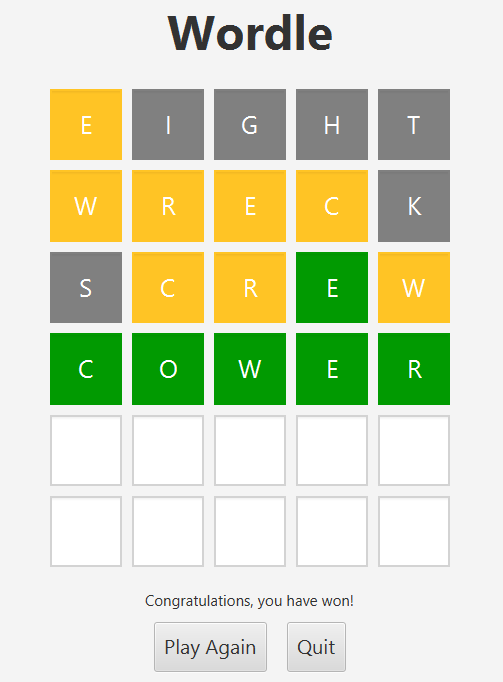 Wordle
E I G H T
W R E C K
S C R E W
C O W E R
Congratulations, you have won!
Play Again Quit